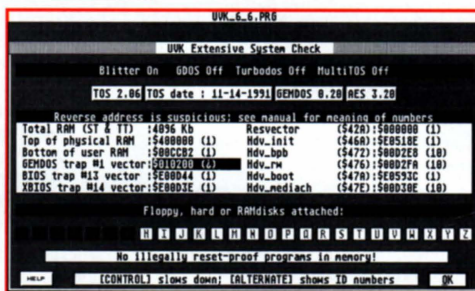 UVK_6_6.PRG
UVK Extensive System Check
Blitter On GDOS Off Turbodos Off MultiTOS Off
TOS 2.06 TOS date : 11-14-1991 GEMDOS 0.20 AES 3.20
Reverse address is suspicious; see manual for meaning of numbers
Total RAM (ST & TT) :4096 Kb Resvector ($42A):$000000 (1)
Top of physical RAM :$400000 (1) Hdv_init ($46A):$E0518E (1)
Bottom of user RAM :$00CCB2 (1) Hdv_bpb ($472):$00D2E8 (10)
GEMDOS trap #1 vector:$010200 Hdv_rw ($476):$00D2FA (10)
BIOS trap #13 vector:$E00D44 (1) Hdv_boot ($47A):$E0593C (1)
XBIOS trap #14 vector:$E00D3E (1) Hdv_mediach ($47E):$00D30E (10)
Floppy, hard or RAMdisks attached:
H I J K L M N O P Q R S T U V W X Y Z
No illegally reset-proof programs in memory!
HELP [CONTROL] slows down; [ALTERNATE] shows ID numbers OK